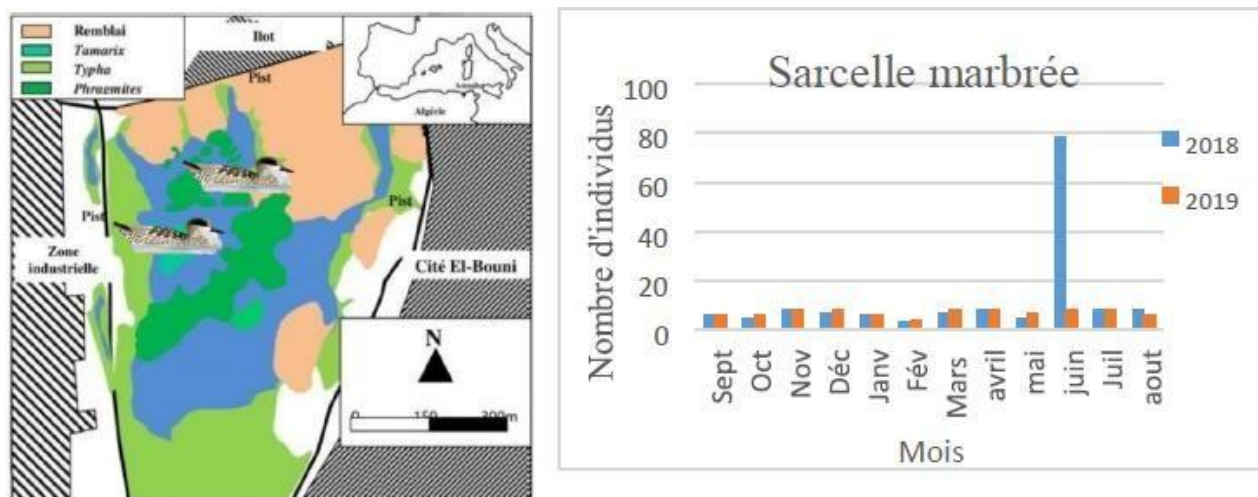 Remblai
Tamarix
Typha
Phragmites
Ilot
Pist
Algérie
Pist
Pist
Zone
industrielle
Cité El-Bouni
N
0 150 300m
Sarcelle marbrée
Nombre d'individus
100
80
60
40
20
0
2018
2019
Sept
Oct
Nov
Déc
Janv
Fév
Mars
avril
mai
juin
Juil
aout
Mois